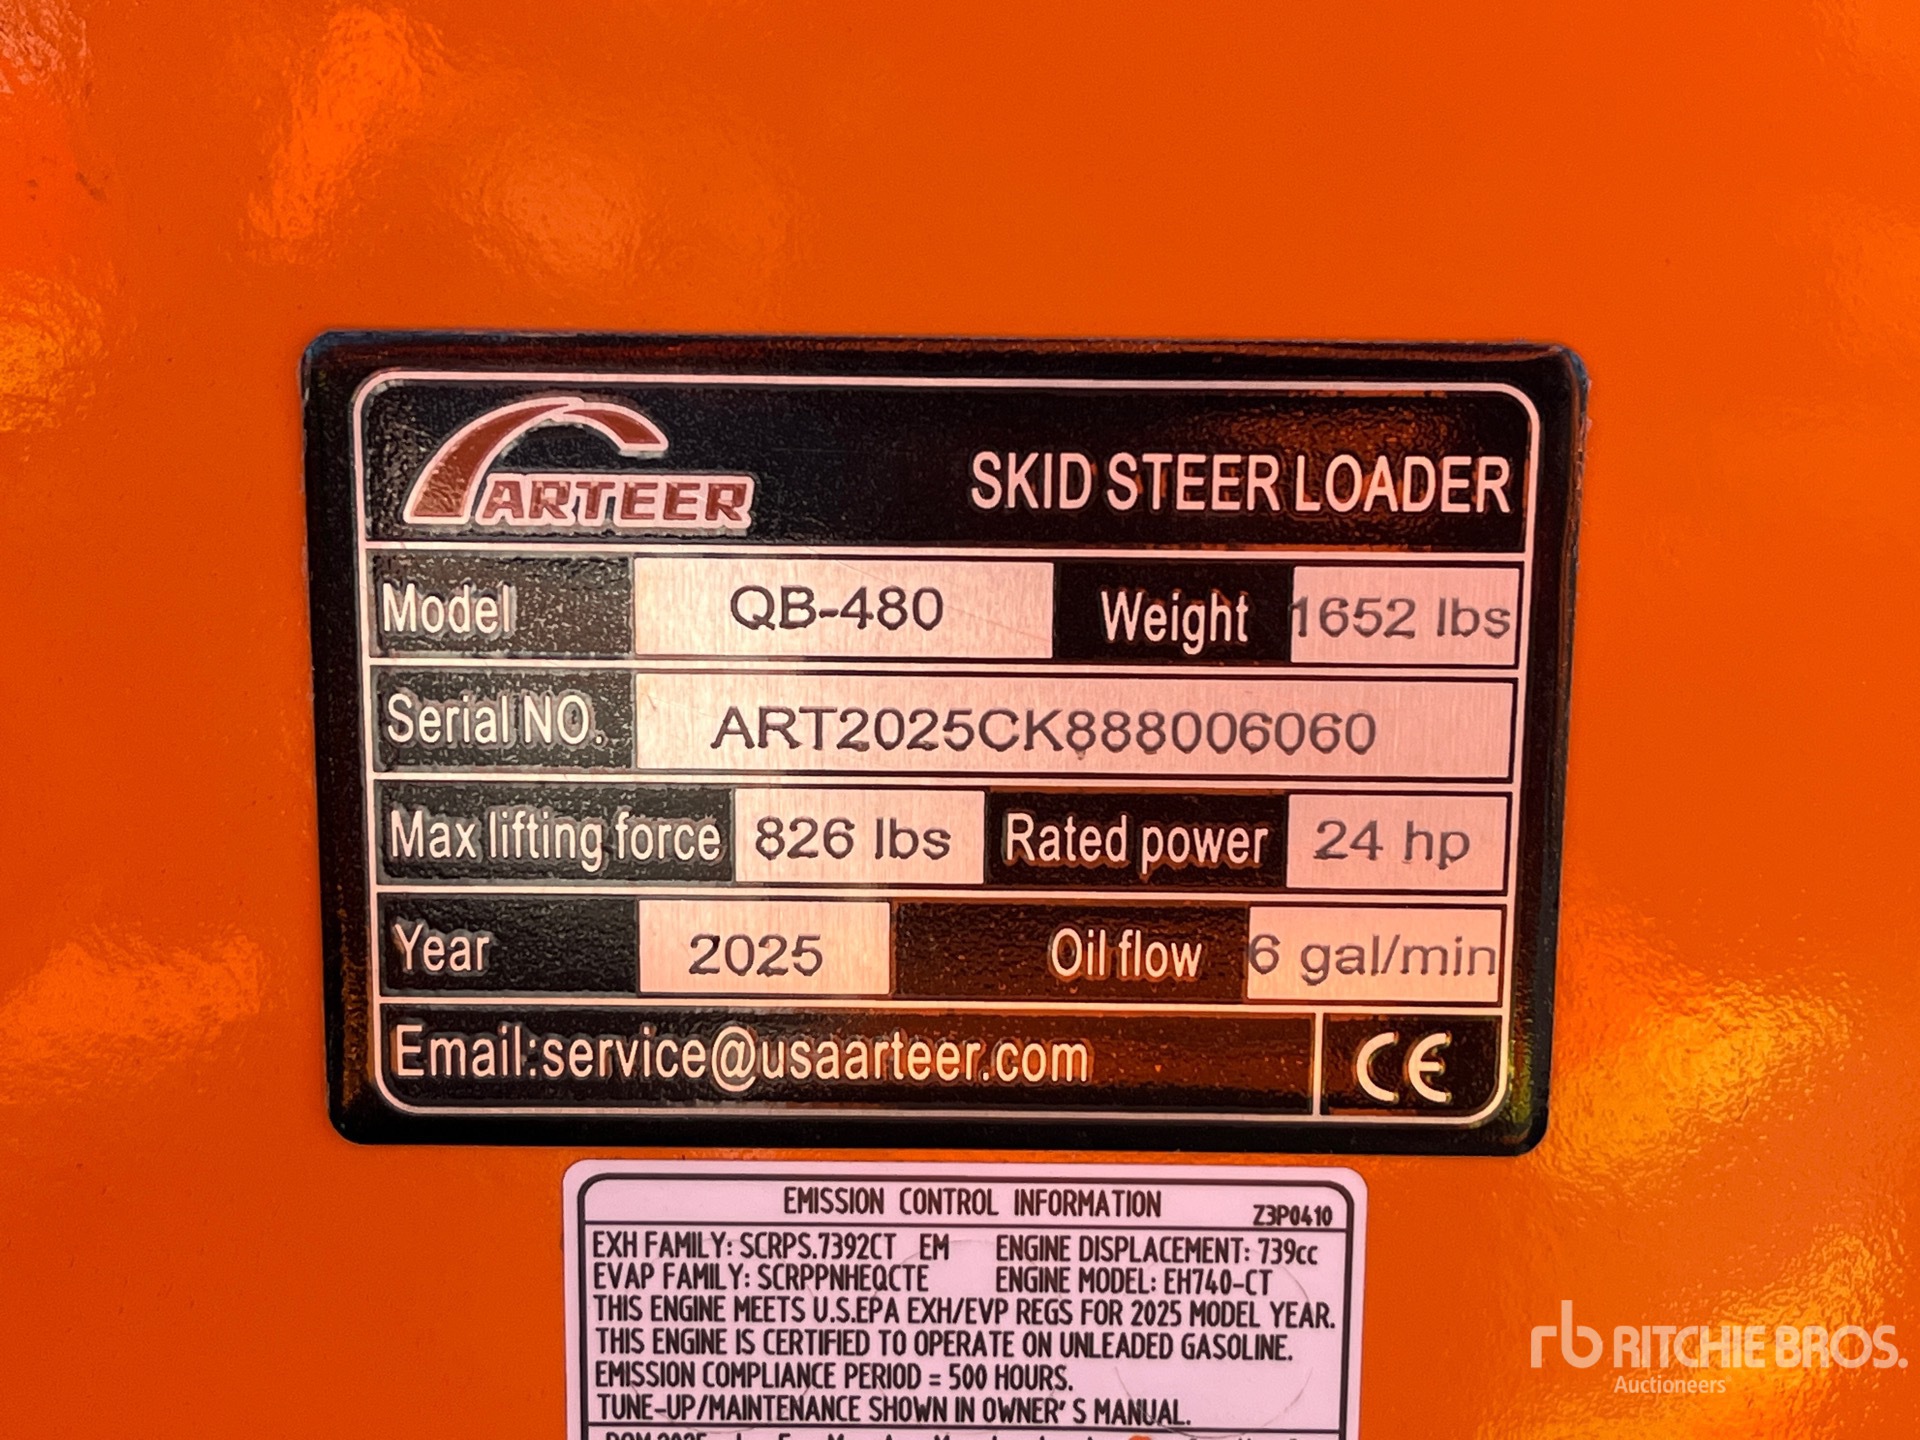 ARTEER SKID STEER LOADER
Model QB-480 Weight 1652 lbs
Serial NO. ART2025CK888006060
Max lifting force 826 lbs Rated power 24 hp
Year 2025 Oil flow 6 gal/min
Email:service@usaarteer.com CE
EMISSION CONTROL INFORMATION Z3P0410
EXH FAMILY: SCRPS.7392CT EM ENGINE DISPLACEMENT: 739cc
EVAP FAMILY: SCRPPNHEQCTE ENGINE MODEL: EH740-CT
THIS ENGINE MEETS U.S.EPA EXH/EVP REGS FOR 2025 MODEL YEAR.
THIS ENGINE IS CERTIFIED TO OPERATE ON UNLEADED GASOLINE.
EMISSION COMPLIANCE PERIOD = 500 HOURS.
TUNE-UP/MAINTENANCE SHOWN IN OWNER' S MANUAL.
rb RITCHIE BROS.
Auctioneers